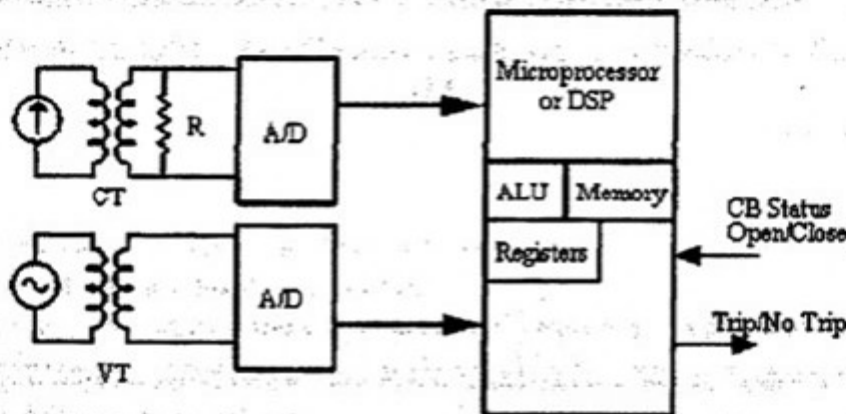 Microprocessor
or DSP
R
A/D
CT
ALU
Memory
CB Status
Open/Close
Registers
A/D
Trip/No Trip
VT